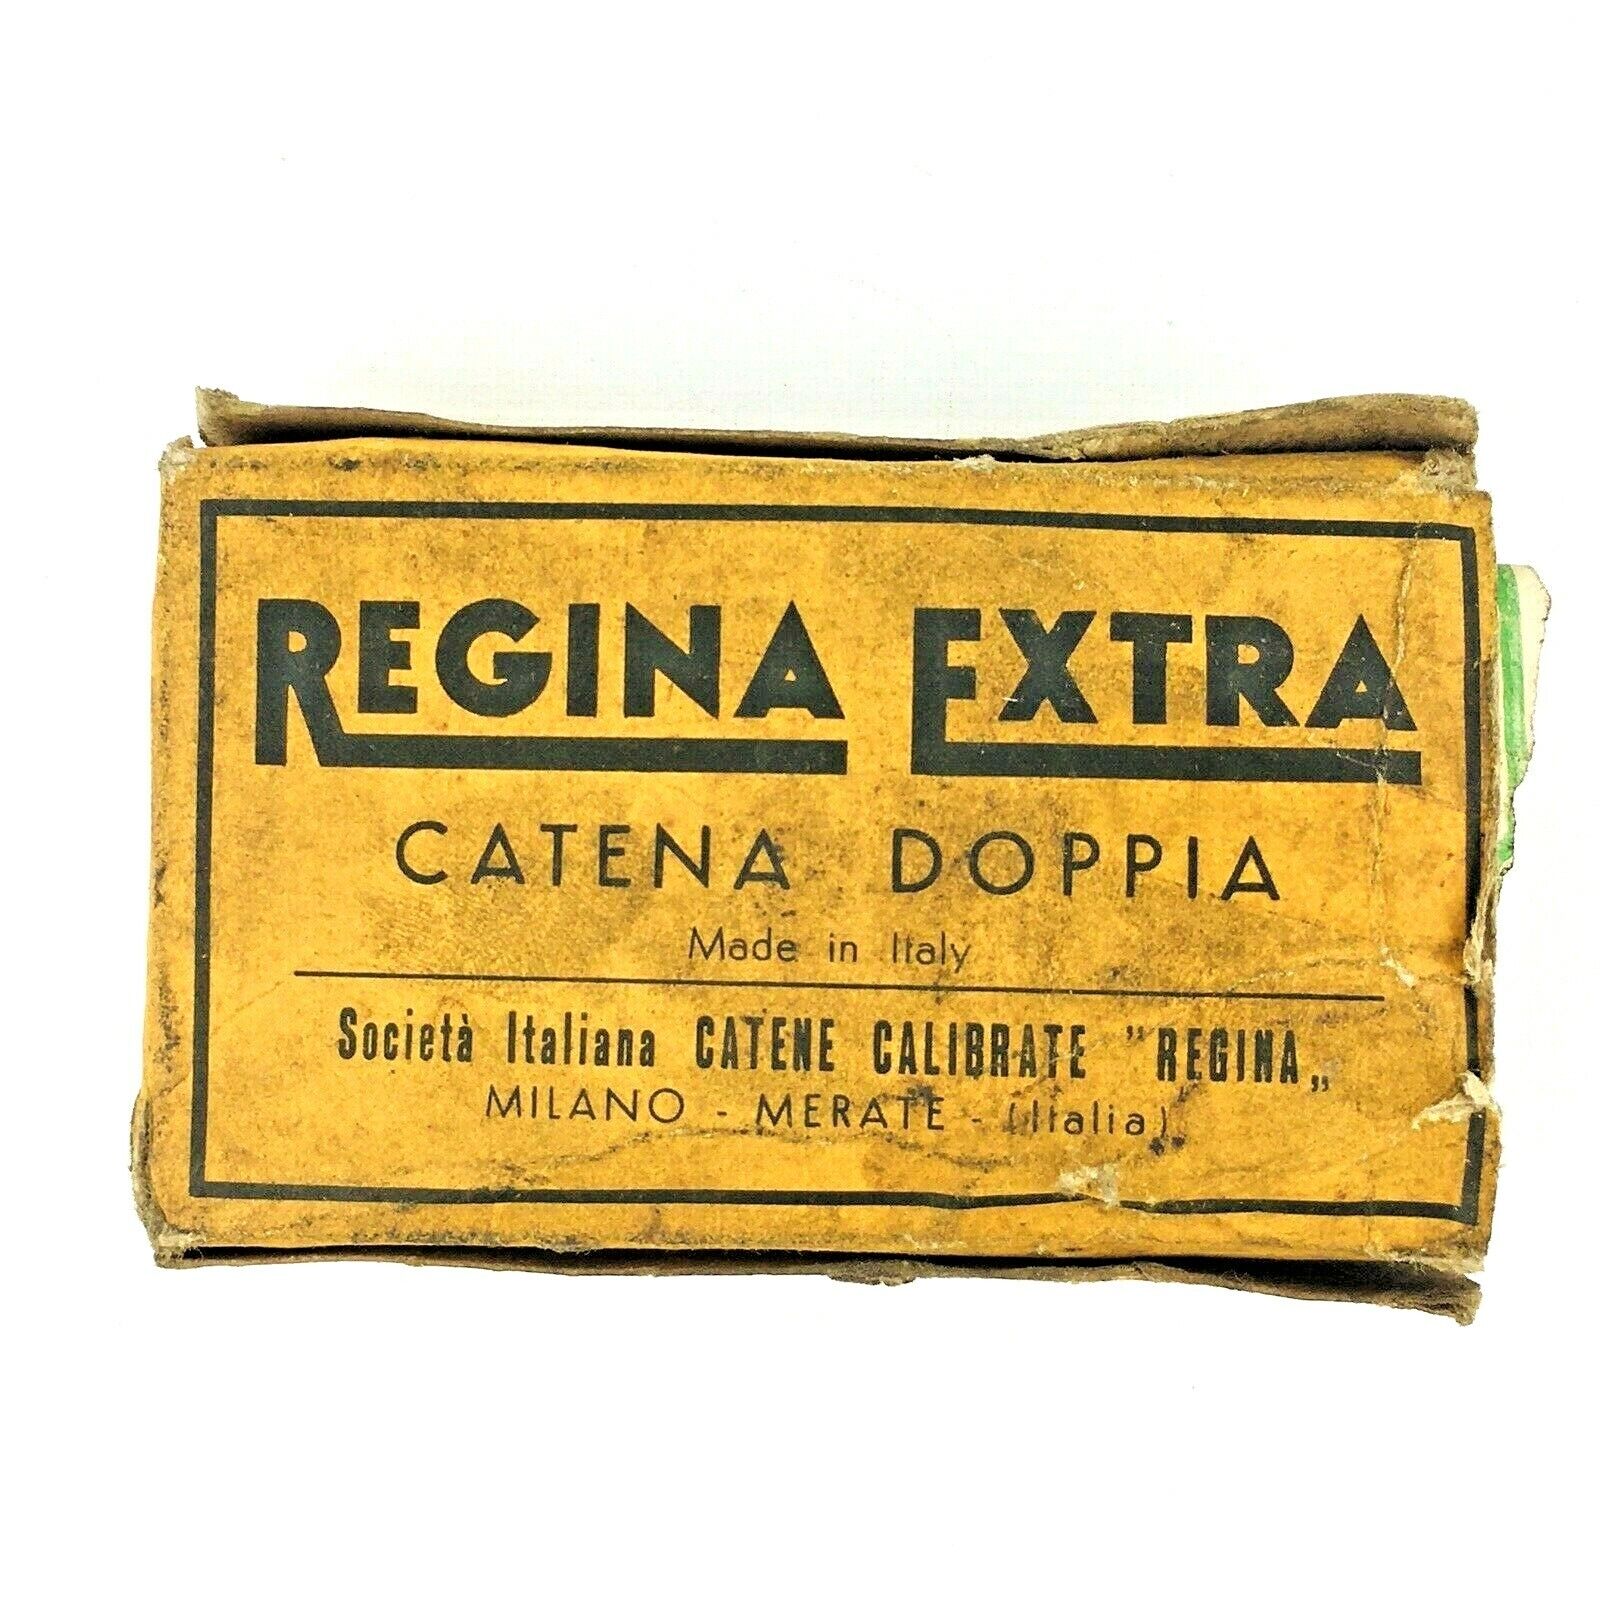 REGINA EXTRA
CATENA DOPPIA
Made in Italy
Società Italiana CATENE CALIBRATE "REGINA„
MILANO - MERATE - (Italia)